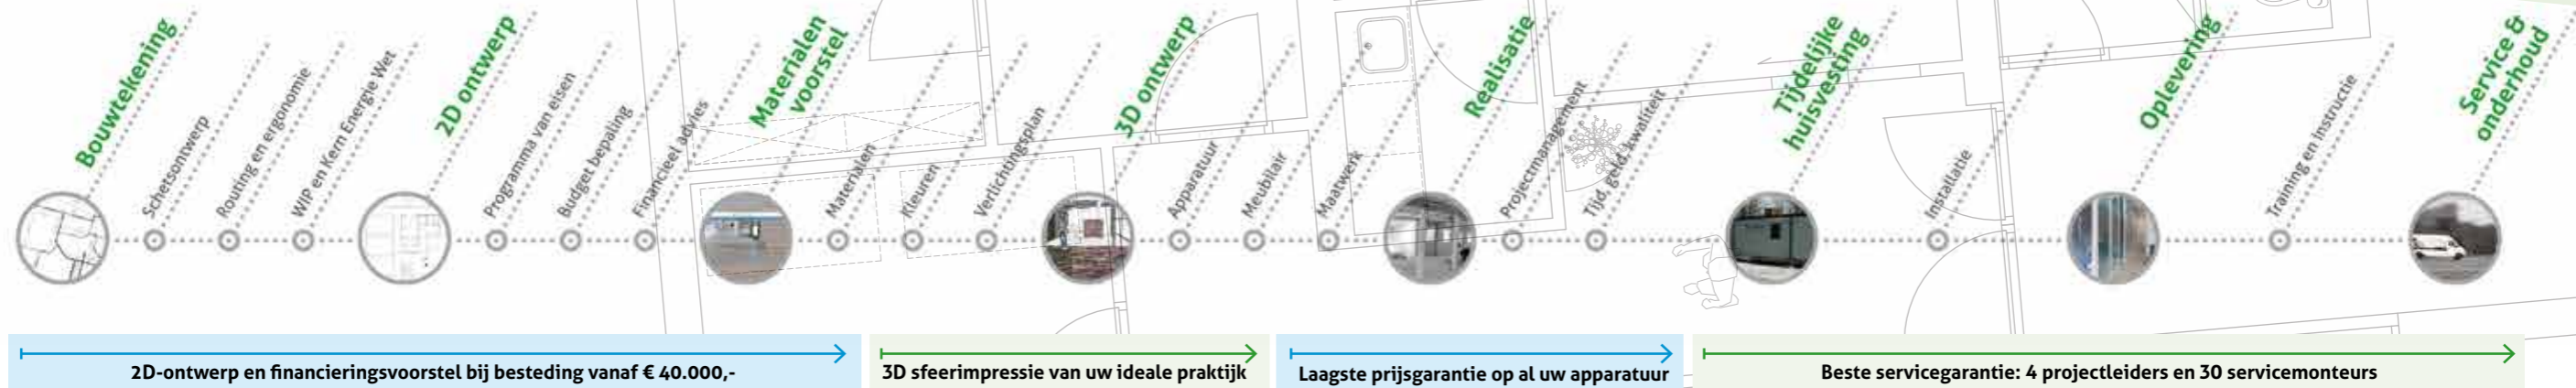 Bouwtekening
Schetsontwerp
Routing en ergonomie
WIP en Kern Energie Wet
2D ontwerp
Programma van eisen
Budget bepaling
Financieel advies
Materialen
voorstel
Materialen
Kleuren
Verlichtingsplan
3D ontwerp
Apparatuur
Meubilair
Maatwerk
Realisatie
Projectmanagement
Tijd, geld, kwaliteit
Tijdelijke
huisvesting
Installatie
Oplevering
Training en instructie
Service &
onderhoud
2D-ontwerp en financieringsvoorstel bij besteding vanaf € 40.000,-
3D sfeerimpressie van uw ideale praktijk
Laagste prijsgarantie op al uw apparatuur
Beste servicegarantie: 4 projectleiders en 30 servicemonteurs